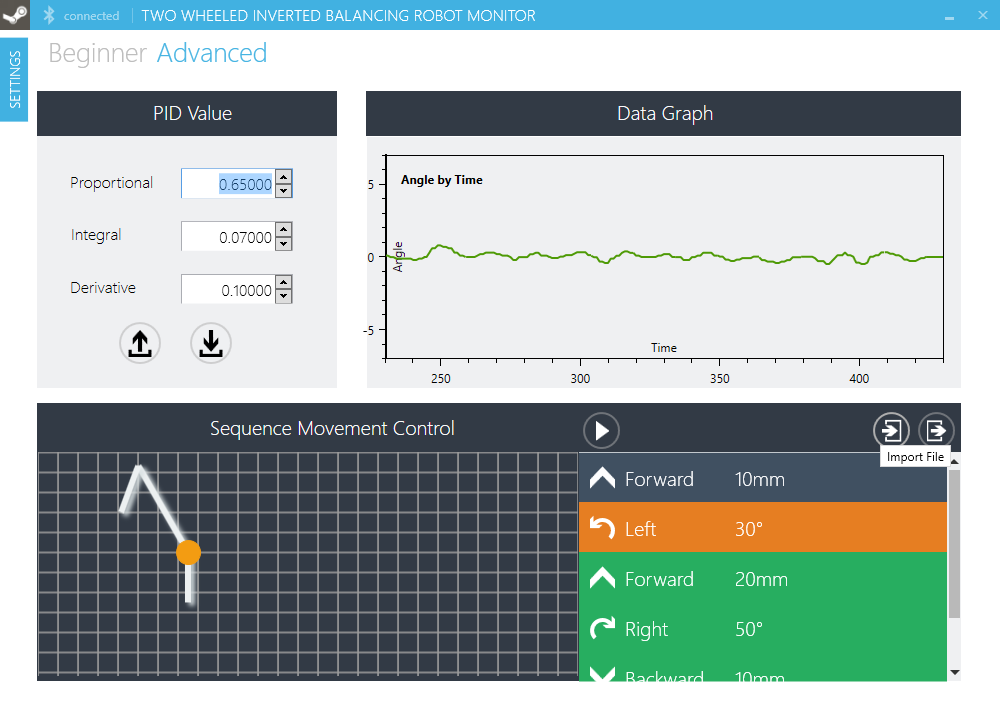 connected TWO WHEELED INVERTED BALANCING ROBOT MONITOR
SETTINGS
Beginner Advanced
PID Value
Proportional 0.65000
Integral 0.07000
Derivative 0.10000
Data Graph
Angle by Time
5
0
-5
Angle
Time
250 300 350 400
Sequence Movement Control
Import File
Forward 10mm
Left 30°
Forward 20mm
Right 50°
Backward 10mm